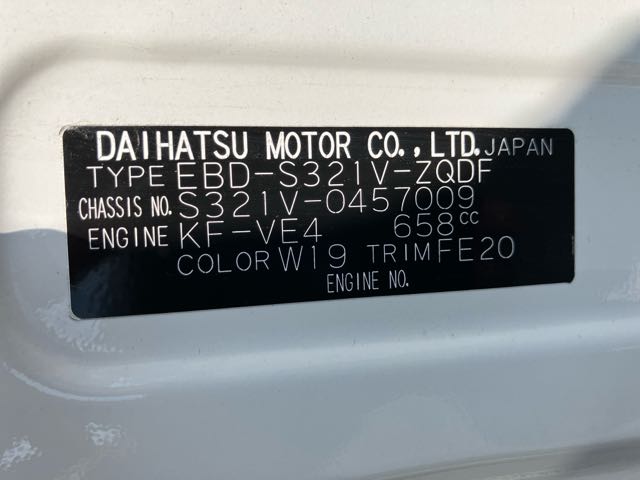 DAIHATSU MOTOR CO., LTD. JAPAN
TYPE EBD-S321V-ZQDF
CHASSIS NO. S321V-0457009
ENGINE KF-VE4 658cc
COLOR W19 TRIM FE20
ENGINE NO.